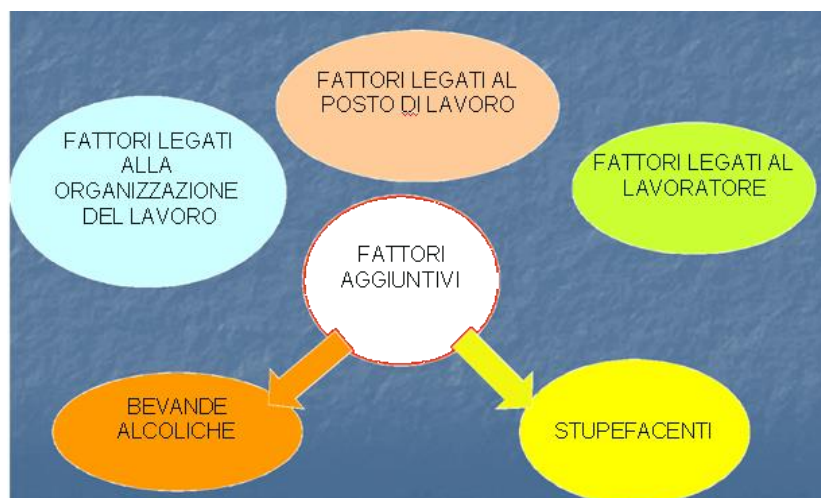 FATTORI LEGATI AL
POSTO DI LAVORO
FATTORI LEGATI
ALLA
ORGANIZZAZIONE
DEL LAVORO
FATTORI LEGATI AL
LAVORATORE
FATTORI
AGGIUNTIVI
BEVANDE
ALCOLICHE
STUPEFACENTI